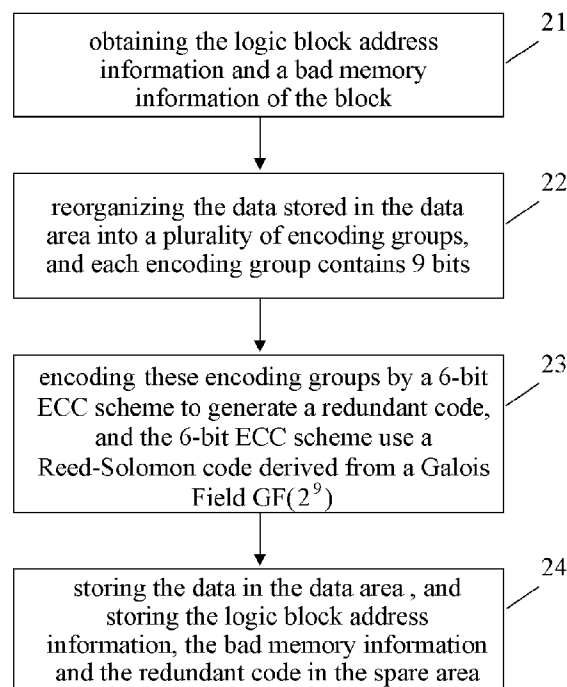 21
obtaining the logic block address
information and a bad memory
information of the block
22
reorganizing the data stored in the data
area into a plurality of encoding groups,
and each encoding group contains 9 bits
23
encoding these encoding groups by a 6-bit
ECC scheme to generate a redundant code,
and the 6-bit ECC scheme use a
Reed-Solomon code derived from a Galois
Field GF(2⁹)
24
storing the data in the data area , and
storing the logic block address
information, the bad memory information
and the redundant code in the spare area